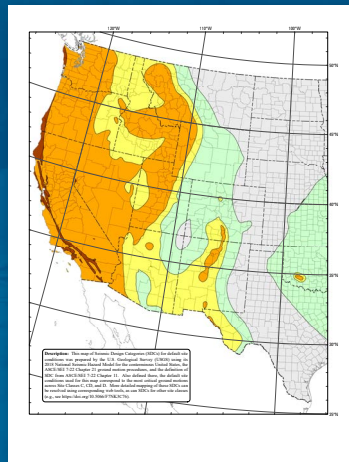 120°W
110°W
100°W
50°N
45°N
40°N
35°N
30°N
25°N
Description: This map of Seismic Design Categories (SDCs) for default site
conditions was prepared by the U.S. Geological Survey (USGS) using its
2018 National Seismic Hazard Model for the conterminous United States, the
ASCE/SEI 7-22 Chapter 21 ground motion procedures, and the definition of
SDC from ASCE/SEI 7-22 Chapter 11. Also defined there, the default site
conditions used for this map correspond to the most critical ground motions
across Site Classes C, CD, and D. More detailed mapping of these SDCs can
be resolved using corresponding web tools, as can SDCs for other site classes
(e.g., see https://doi.org/10.5066/F7NK3C76)